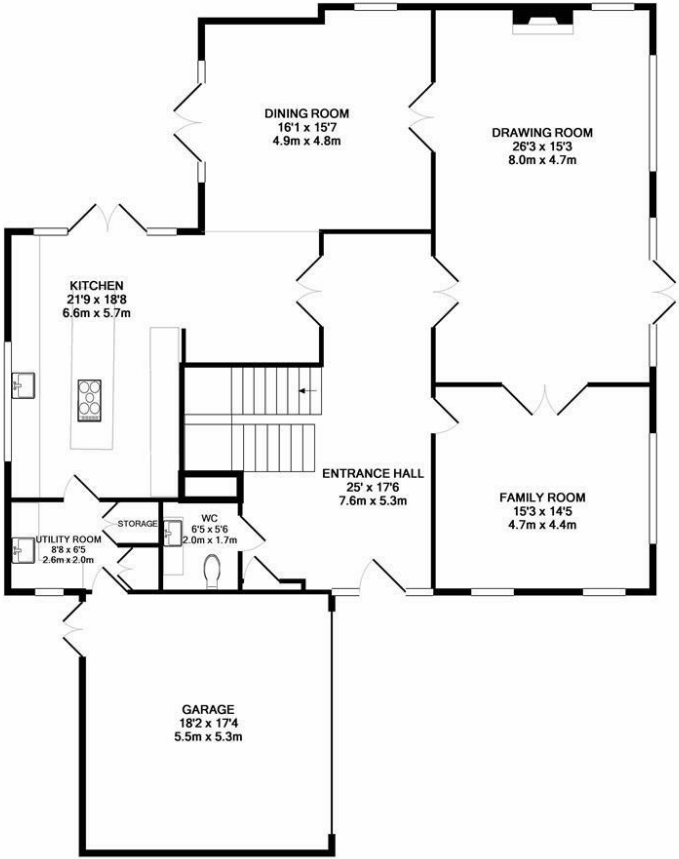 DINING ROOM
16'1 x 15'7
4.9m x 4.8m
DRAWING ROOM
26'3 x 15'3
8.0m x 4.7m
KITCHEN
21'9 x 18'8
6.6m x 5.7m
ENTRANCE HALL
25' x 17'6
7.6m x 5.3m
FAMILY ROOM
15'3 x 14'5
4.7m x 4.4m
STORAGE
WC
6'5 x 5'6
2.0m x 1.7m
UTILITY ROOM
8'8 x 6'5
2.6m x 2.0m
GARAGE
18'2 x 17'4
5.5m x 5.3m